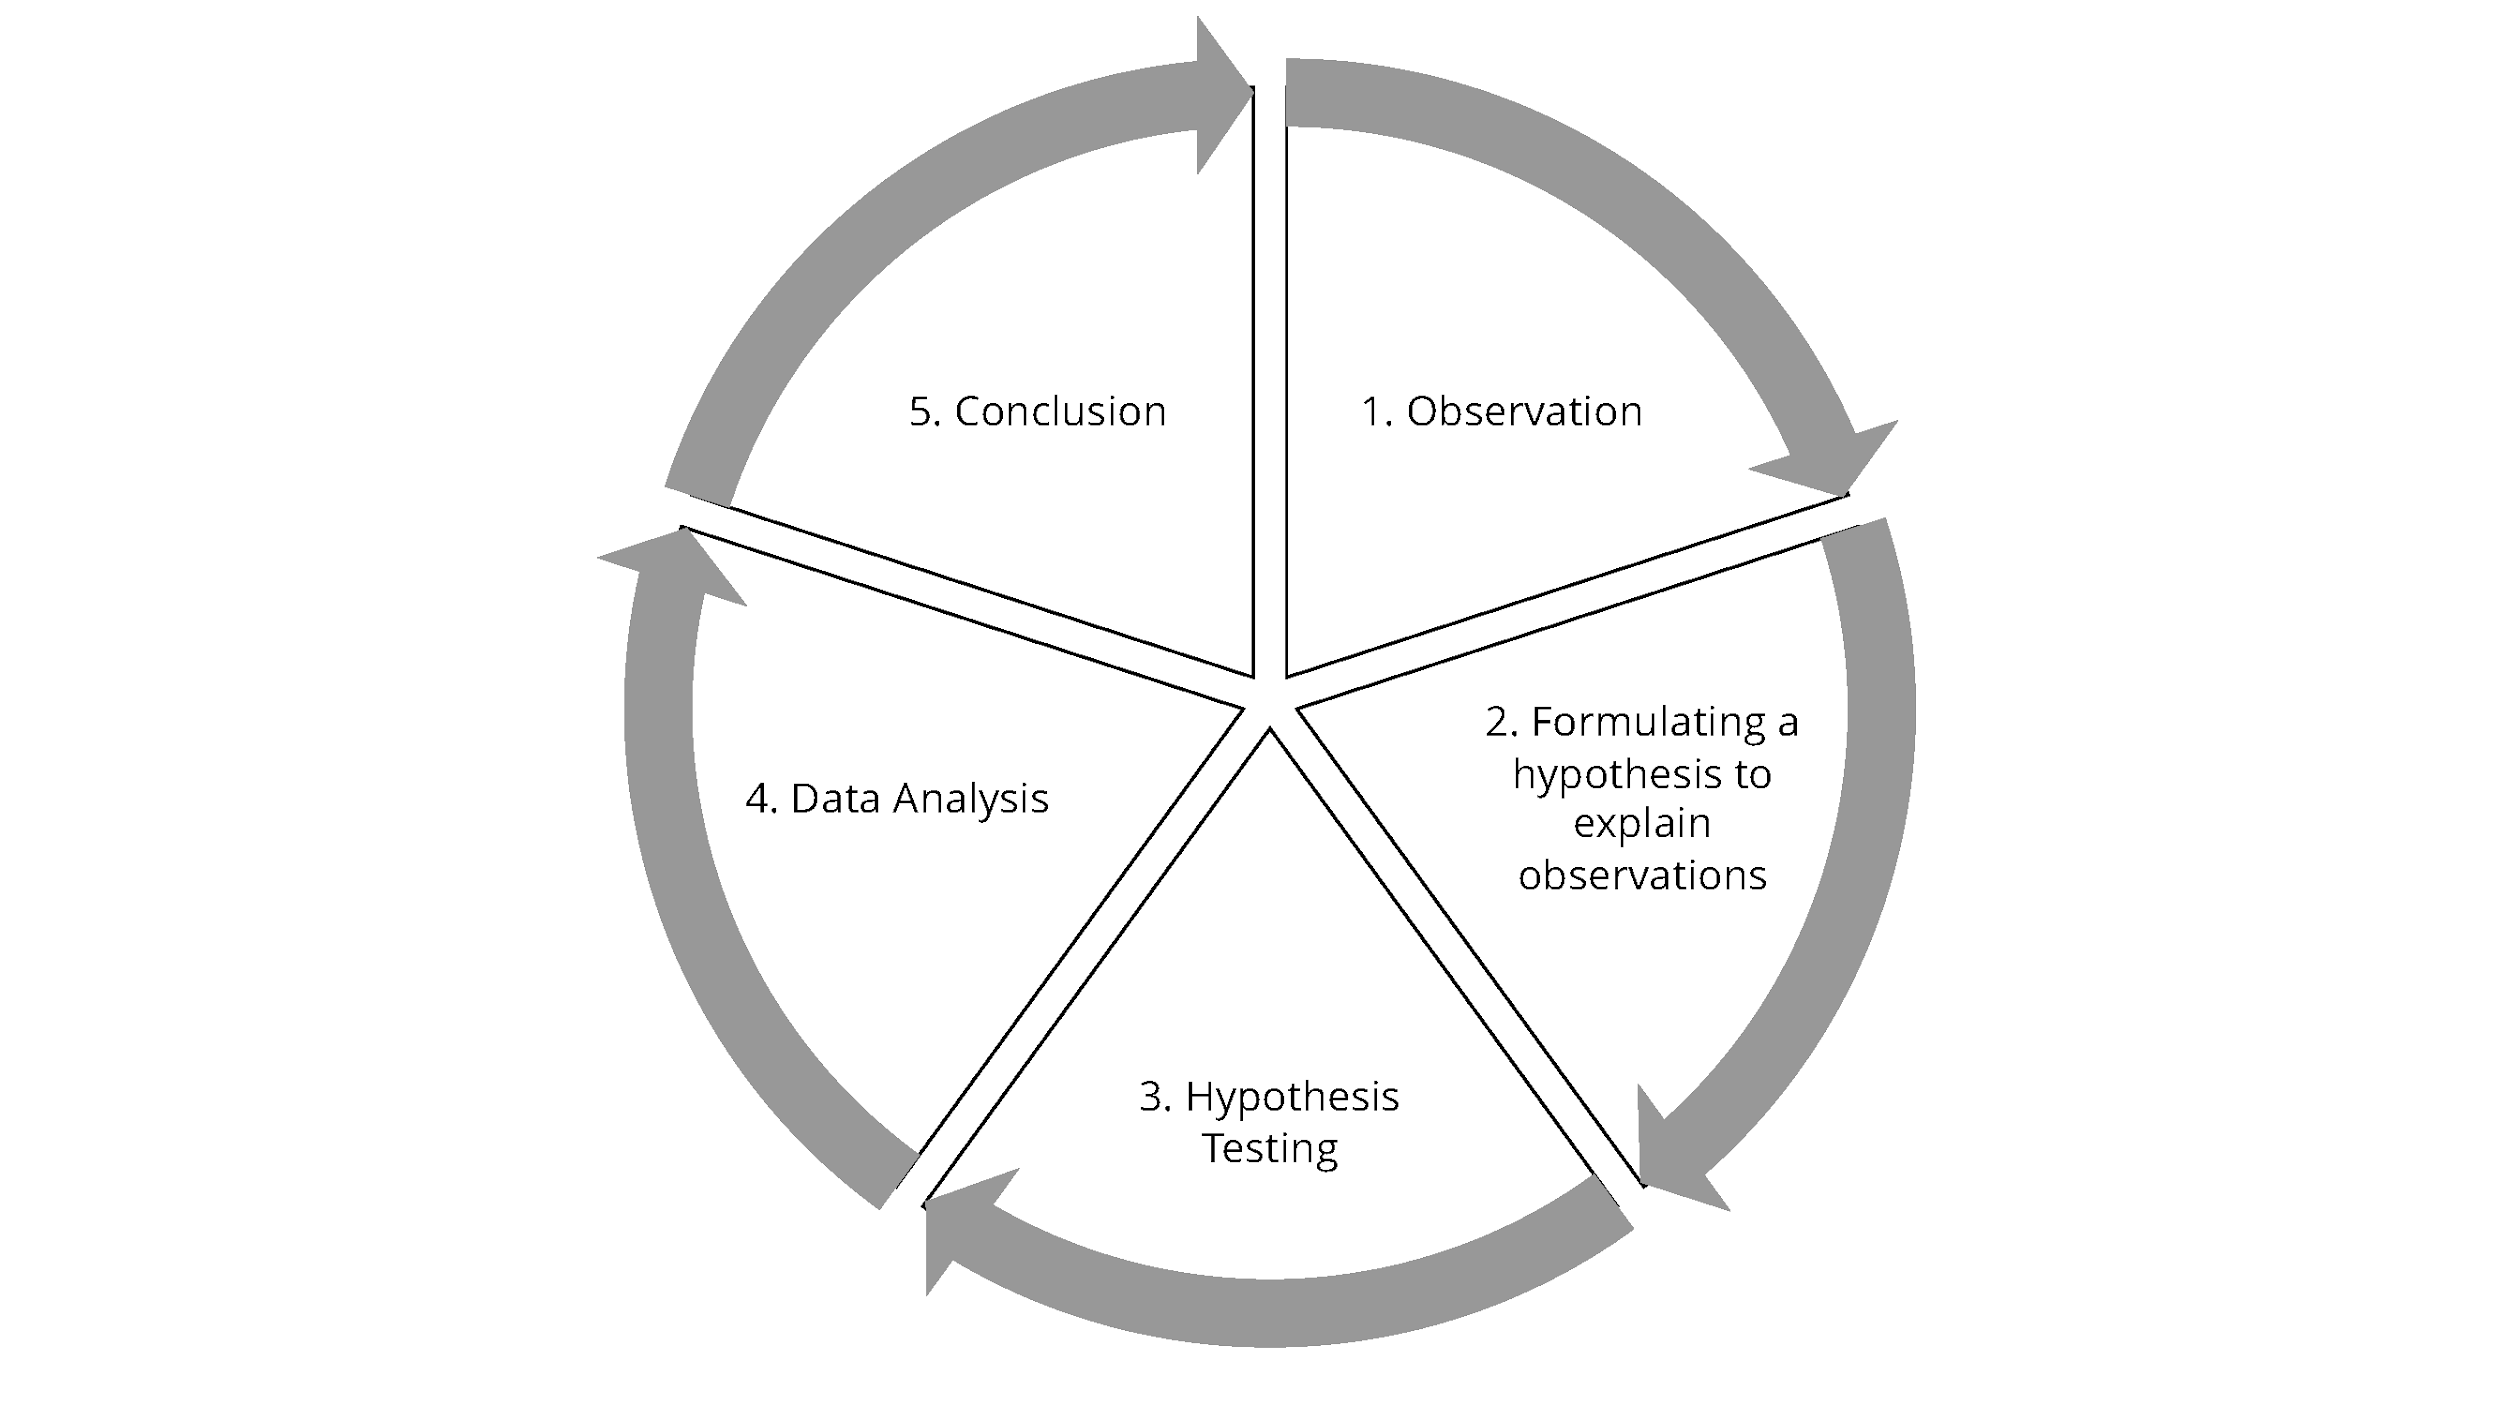 1. Observation
2. Formulating a
hypothesis to
explain
observations
3. Hypothesis
Testing
4. Data Analysis
5. Conclusion